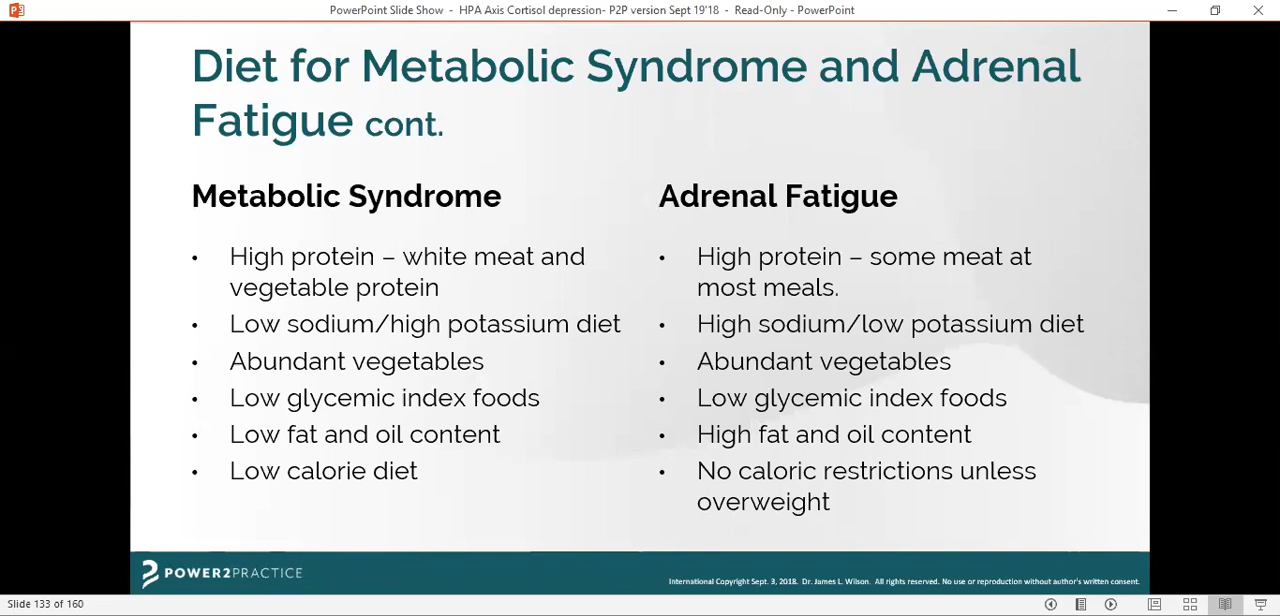 HPA Axis Cortisol depression- P2P version Sept 19'18 - Read-Only - PowerPoint
PowerPoint Slide Show - 
Diet for Metabolic Syndrome and Adrenal
Fatigue cont.
Metabolic Syndrome
• High protein – white meat and
vegetable protein
• Low sodium/high potassium diet
• Abundant vegetables
• Low glycemic index foods
• Low fat and oil content
• Low calorie diet
Adrenal Fatigue
• High protein – some meat at
most meals.
• High sodium/low potassium diet
• Abundant vegetables
• Low glycemic index foods
• High fat and oil content
• No caloric restrictions unless
overweight
POWER2PRACTICE
International Copyright Sept. 3, 2018. Dr. James L. Wilson. All rights reserved. No use or reproduction without author's written consent.
Slide 133 of 160